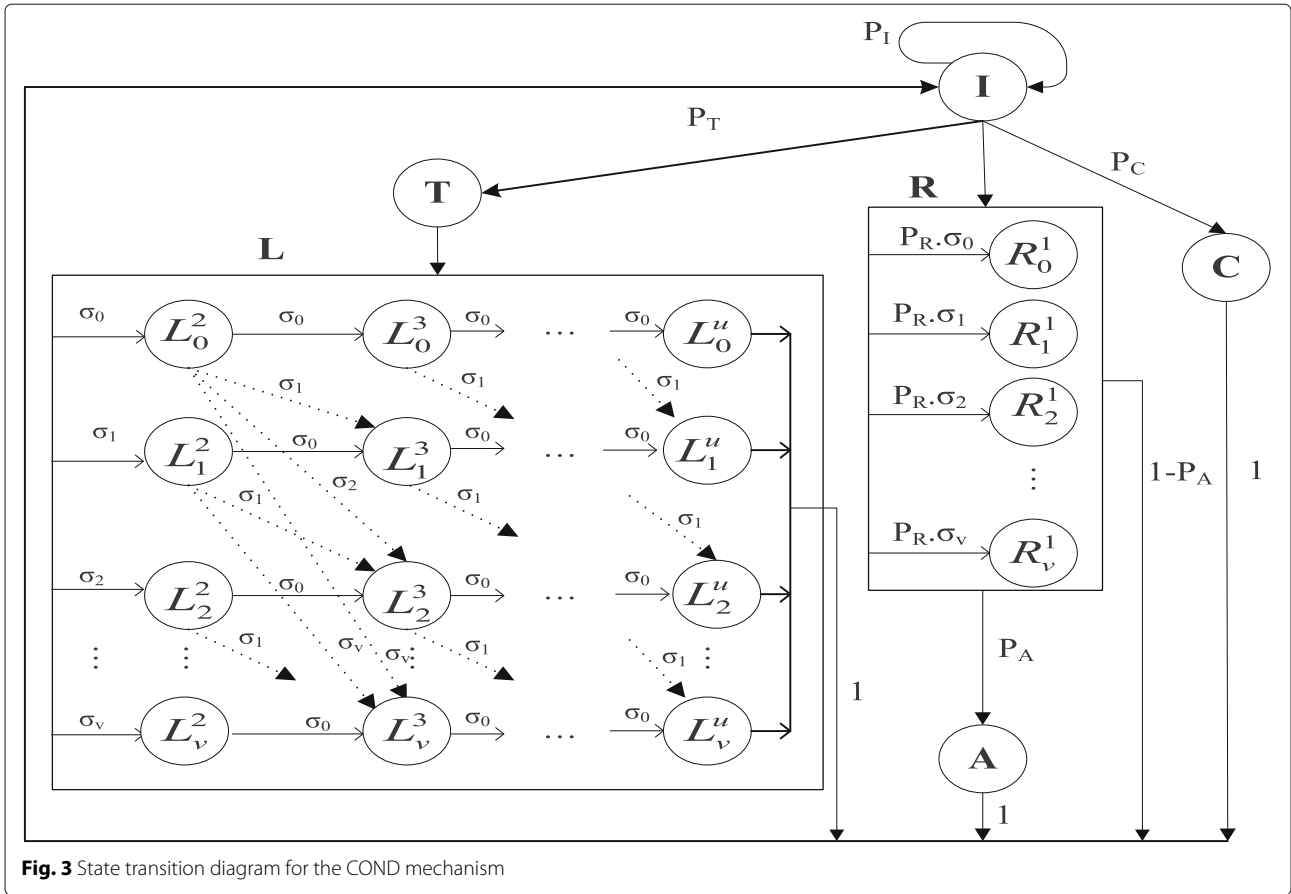 P_I
I
P_T
P_C
T
R
L
C
P_R.σ_0 R_0^1
P_R.σ_1 R_1^1
P_R.σ_2 R_2^1
⋮
P_R.σ_v R_v^1
1-P_A
1
P_A
A
1
σ_0 L_0^2 σ_0 L_0^3 σ_0 ... σ_0 L_0^u
σ_1 σ_1 σ_1
σ_1 L_1^2 σ_0 L_1^3 σ_0 ... σ_0 L_1^u
σ_1 σ_2 σ_1 σ_1
σ_2 L_2^2 σ_0 L_2^3 σ_0 ... σ_0 L_2^u
⋮ ⋮ σ_1 σ_v σ_v ⋮ σ_1 σ_1 ⋮
σ_v L_v^2 σ_0 L_v^3 σ_0 ... σ_0 L_v^u
1
Fig. 3 State transition diagram for the COND mechanism